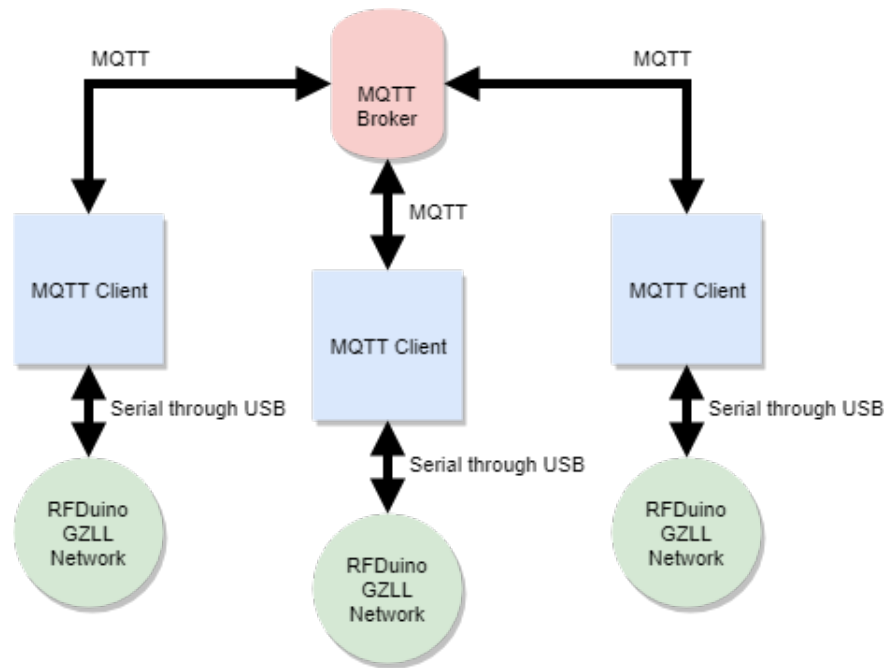 MQTT
MQTT
MQTT
Broker
MQTT
MQTT Client
MQTT Client
MQTT Client
Serial through USB
Serial through USB
Serial through USB
RFDuino
GZLL
Network
RFDuino
GZLL
Network
RFDuino
GZLL
Network